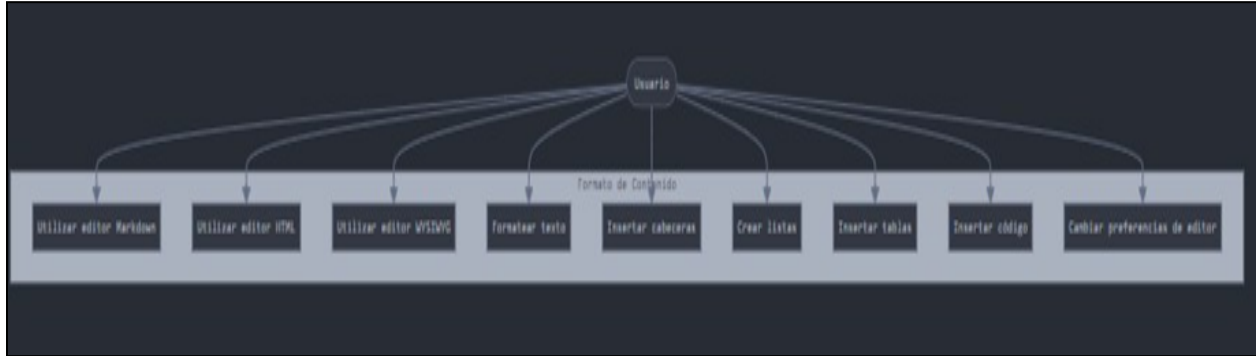 Usuario
Formato de Contenido
Utilizar editor Markdown
Utilizar editor HTML
Utilizar editor WYSIWYG
Formatear texto
Insertar cabeceras
Crear listas
Insertar tablas
Insertar código
Cambiar preferencias de editor